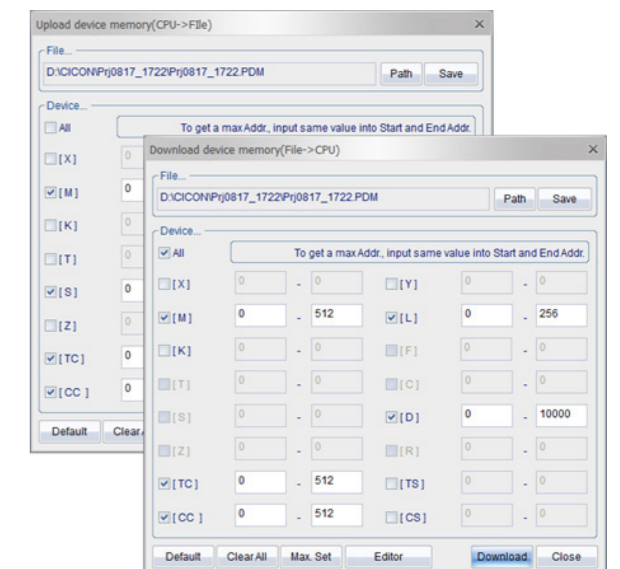 Upload device memory(CPU->FIle)
File...
D:\CICON\Prj0817_1722\Prj0817_1722.PDM Path Save
Device...
All To get a max Addr., input same value into Start and End Addr.
[X] 0
[M] 0
[K] 0
[T] 0
[S] 0
[Z] 0
[TC] 0
[CC ] 0
Default Clear
Download device memory(File->CPU)
File...
D:\CICON\Prj0817_1722\Prj0817_1722.PDM Path Save
Device...
All To get a max Addr., input same value into Start and End Addr.
[X] 0 - 0 [Y] 0 - 0
[M] 0 - 512 [L] 0 - 256
[K] 0 - 0 [F] 0 - 0
[T] 0 - 0 [C] 0 - 0
[S] 0 - 0 [D] 0 - 10000
[Z] 0 - 0 [R] 0 - 0
[TC] 0 - 512 [TS] 0 - 0
[CC ] 0 - 512 [CS] 0 - 0
Default Clear All Max. Set Editor Download Close